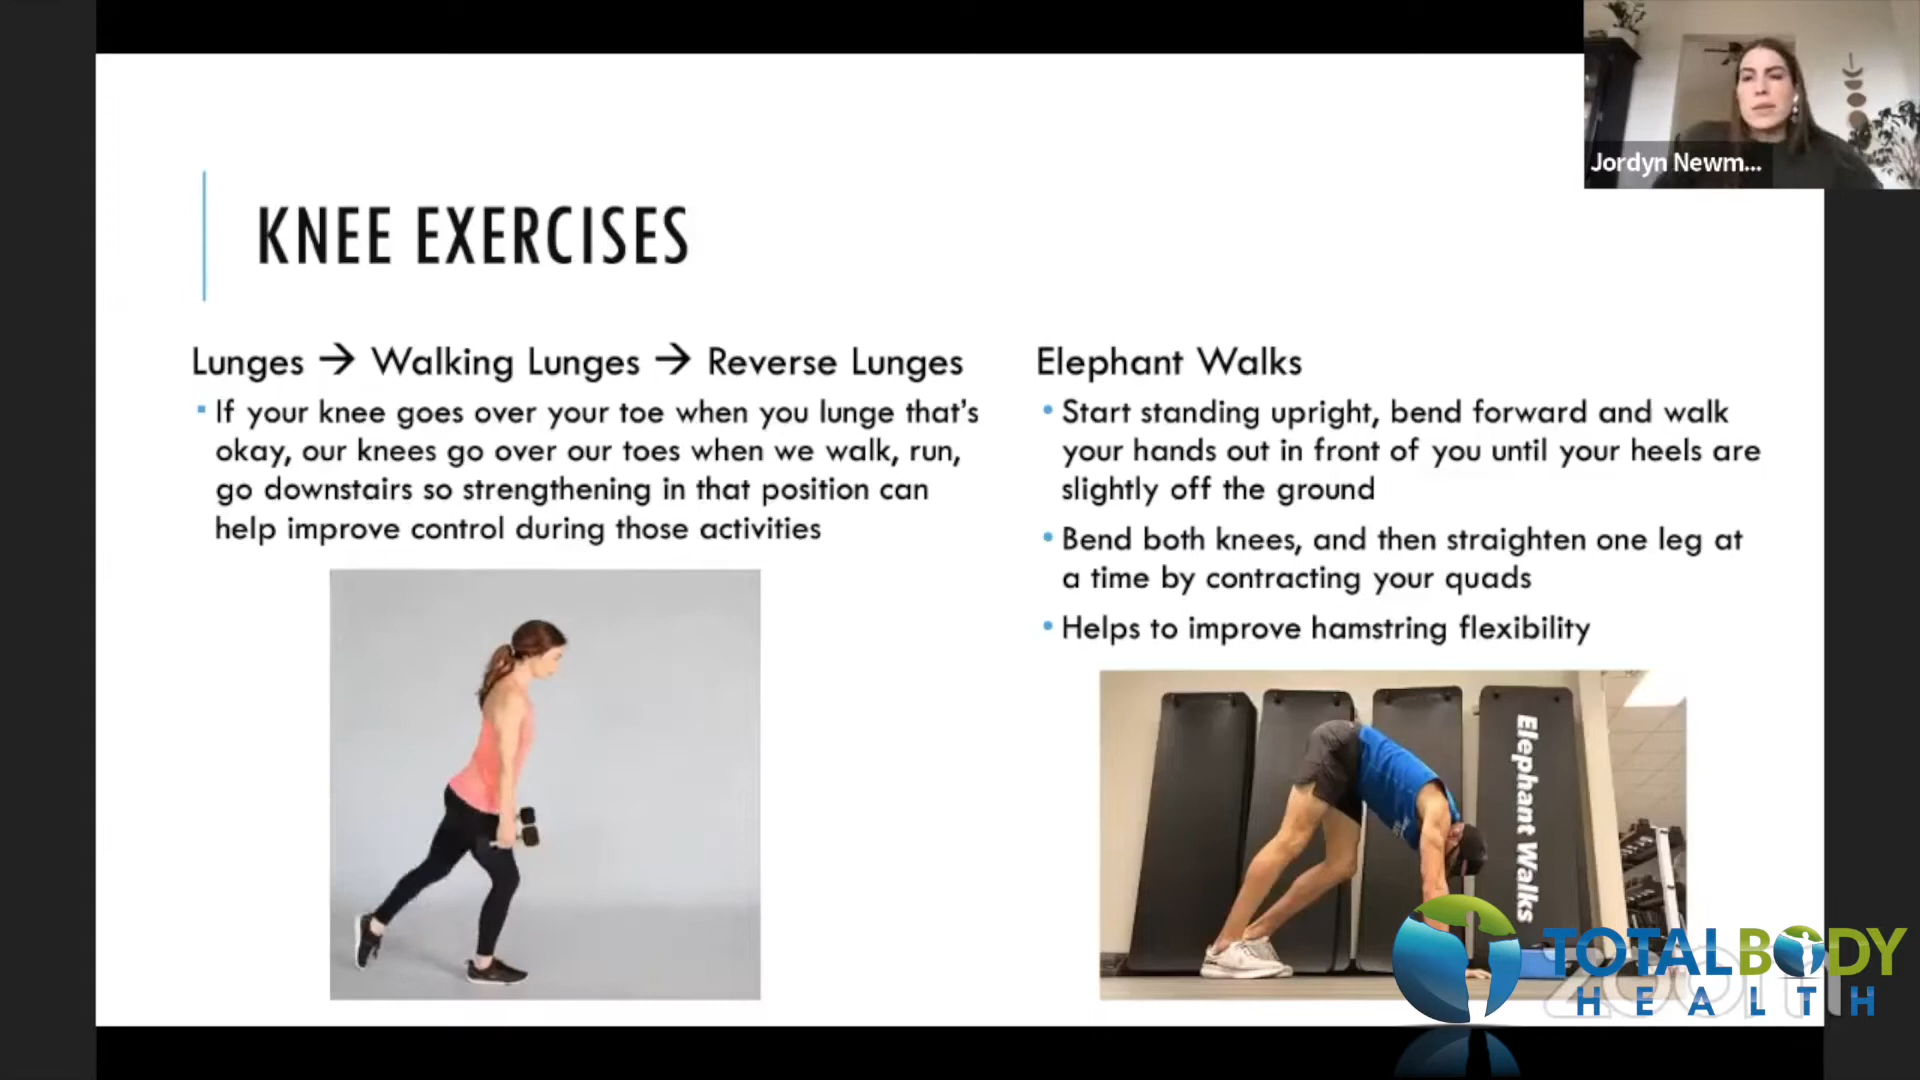 Jordyn Newm...
KNEE EXERCISES
Lunges → Walking Lunges → Reverse Lunges
▪ If your knee goes over your toe when you lunge that's
okay, our knees go over our toes when we walk, run,
go downstairs so strengthening in that position can
help improve control during those activities
Elephant Walks
• Start standing upright, bend forward and walk
your hands out in front of you until your heels are
slightly off the ground
• Bend both knees, and then straighten one leg at
a time by contracting your quads
• Helps to improve hamstring flexibility
Elephant Walks
TOTAL BODY
HEALTH
zoom